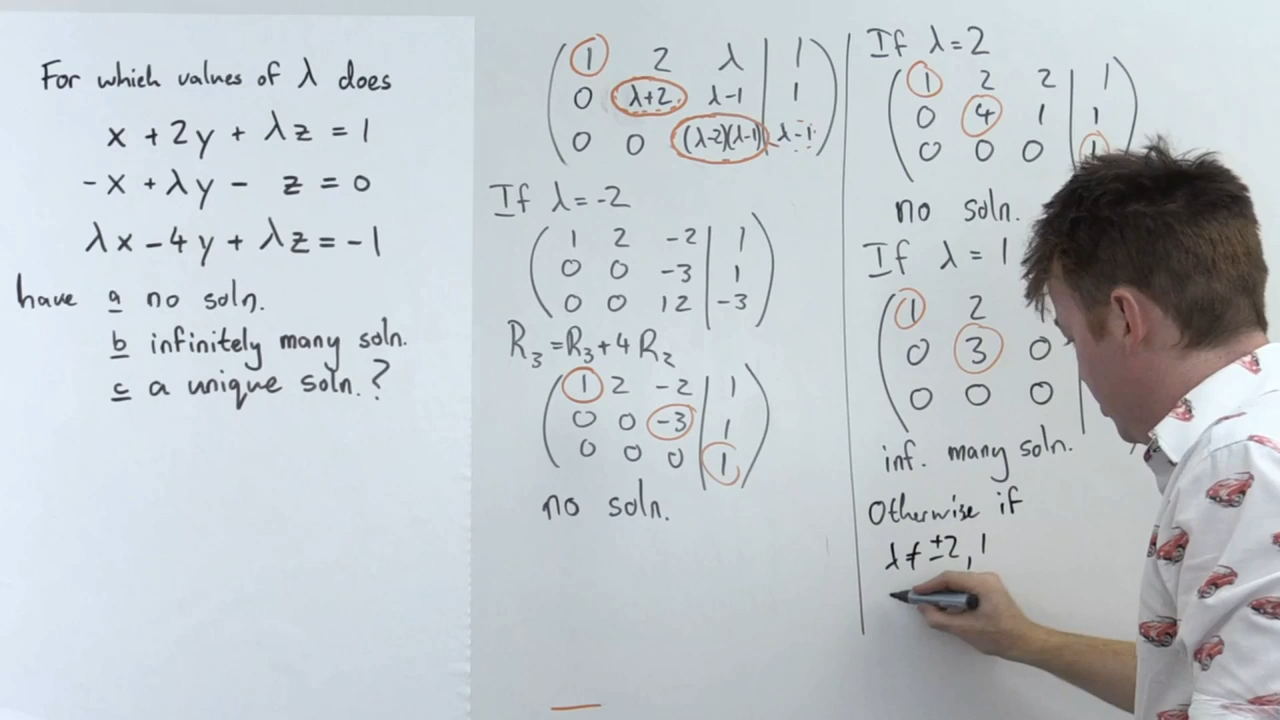 For which values of λ does
x + 2y + λz = 1
-x + λy - z = 0
λx - 4y + λz = -1
have a no soln.
b infinitely many soln.
c a unique soln.?
1 2 λ | 1
0 λ+2 λ-1 | 1
0 0 (λ-2)(λ-1) | λ-1
If λ = -2
1 2 -2 | 1
0 0 -3 | 1
0 0 12 | -3
R₃ = R₃ + 4R₂
1 2 -2 | 1
0 0 -3 | 1
0 0 0 | 1
no soln.
If λ = 2
1 2 2 | 1
0 4 1 | 1
0 0 0 | 1
no soln.
If λ = 1
1 2
0 3 0
0 0 0
inf. many soln.
Otherwise if
λ ≠ ±2, 1